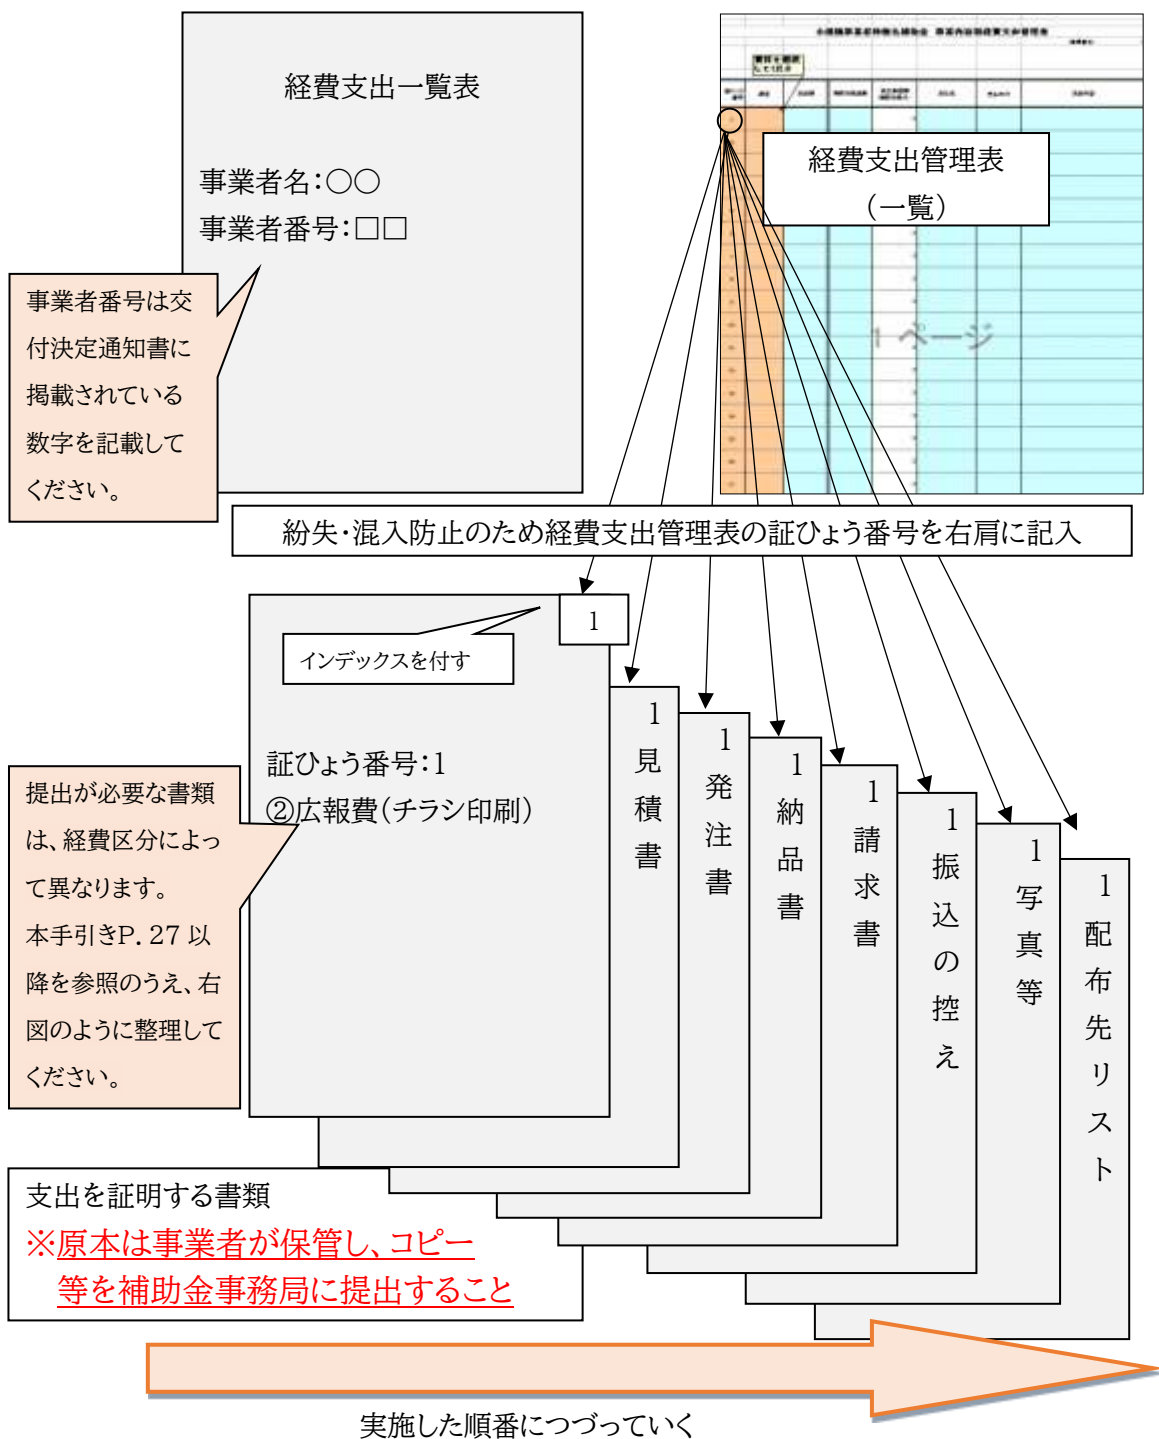 経費支出一覧表
事業者名：○○
事業者番号：□□
事業者番号は交
付決定通知書に
掲載されている
数字を記載して
ください。
経費支出管理表
（一覧）
1 ページ
紛失・混入防止のため経費支出管理表の証ひょう番号を右肩に記入
1
インデックスを付す
証ひょう番号：1
②広報費（チラシ印刷）
提出が必要な書類
は、経費区分によっ
て異なります。
本手引きP．27 以
降を参照のうえ、右
図のように整理して
ください。
1見積書
1発注書
1納品書
1請求書
1振込の控え
1写真等
1配布先リスト
支出を証明する書類
※原本は事業者が保管し、コピー
等を補助金事務局に提出すること
実施した順番につづっていく